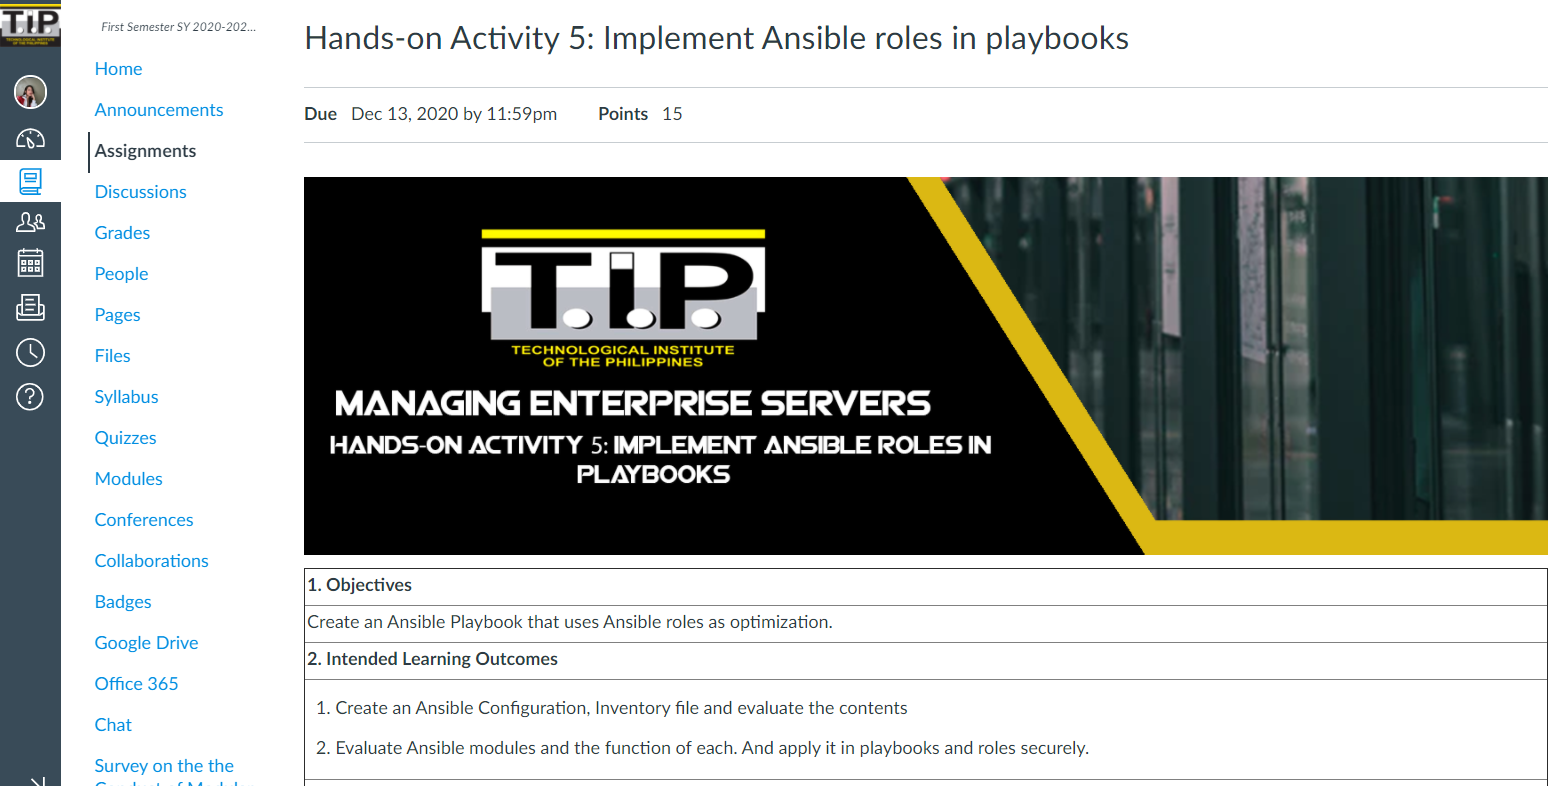 T.I.P
TECHNOLOGICAL INSTITUTE
OF THE PHILIPPINES
First Semester SY 2020-202...
Home
Announcements
Assignments
Discussions
Grades
People
Pages
Files
Syllabus
Quizzes
Modules
Conferences
Collaborations
Badges
Google Drive
Office 365
Chat
Survey on the the
Hands-on Activity 5: Implement Ansible roles in playbooks
Due Dec 13, 2020 by 11:59pm Points 15
T.I.P.
TECHNOLOGICAL INSTITUTE
OF THE PHILIPPINES
MANAGING ENTERPRISE SERVERS
HANDS-ON ACTIVITY 5: IMPLEMENT ANSIBLE ROLES IN
PLAYBOOKS
1. Objectives
Create an Ansible Playbook that uses Ansible roles as optimization.
2. Intended Learning Outcomes
1. Create an Ansible Configuration, Inventory file and evaluate the contents
2. Evaluate Ansible modules and the function of each. And apply it in playbooks and roles securely.